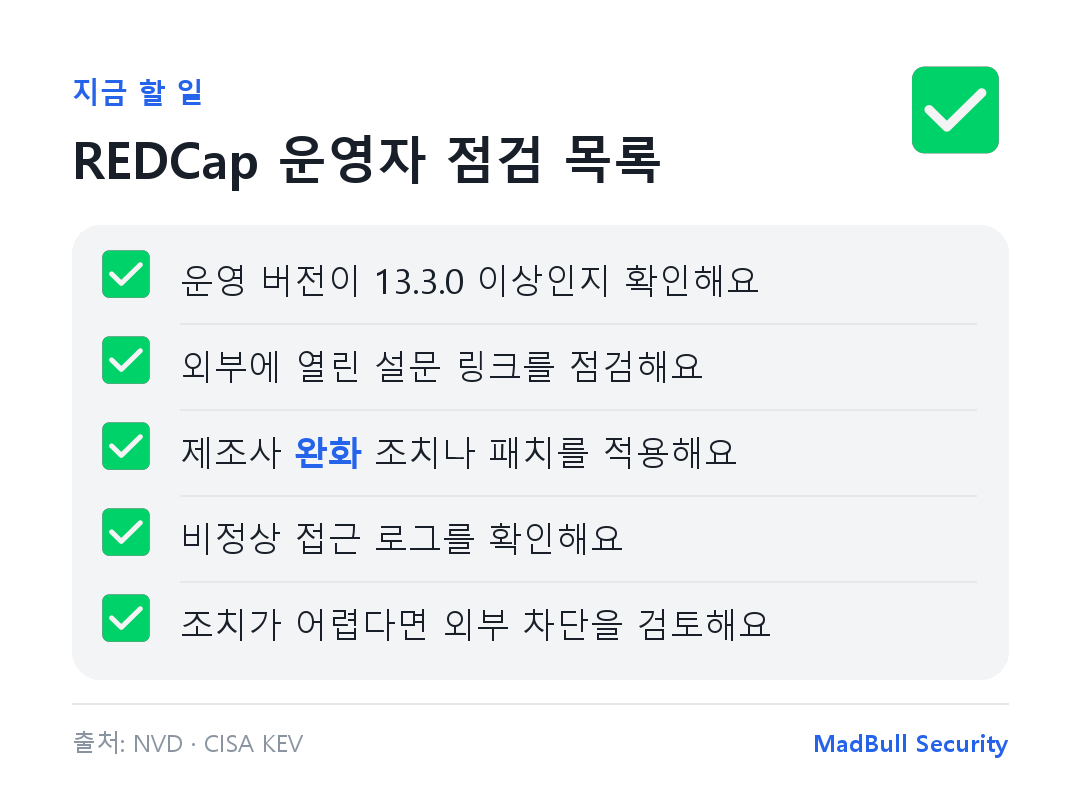 지금 할 일
REDCap 운영자 점검 목록
운영 버전이 13.3.0 이상인지 확인해요
외부에 열린 설문 링크를 점검해요
제조사 완화 조치나 패치를 적용해요
비정상 접근 로그를 확인해요
조치가 어렵다면 외부 차단을 검토해요
출처: NVD · CISA KEV
MadBull Security